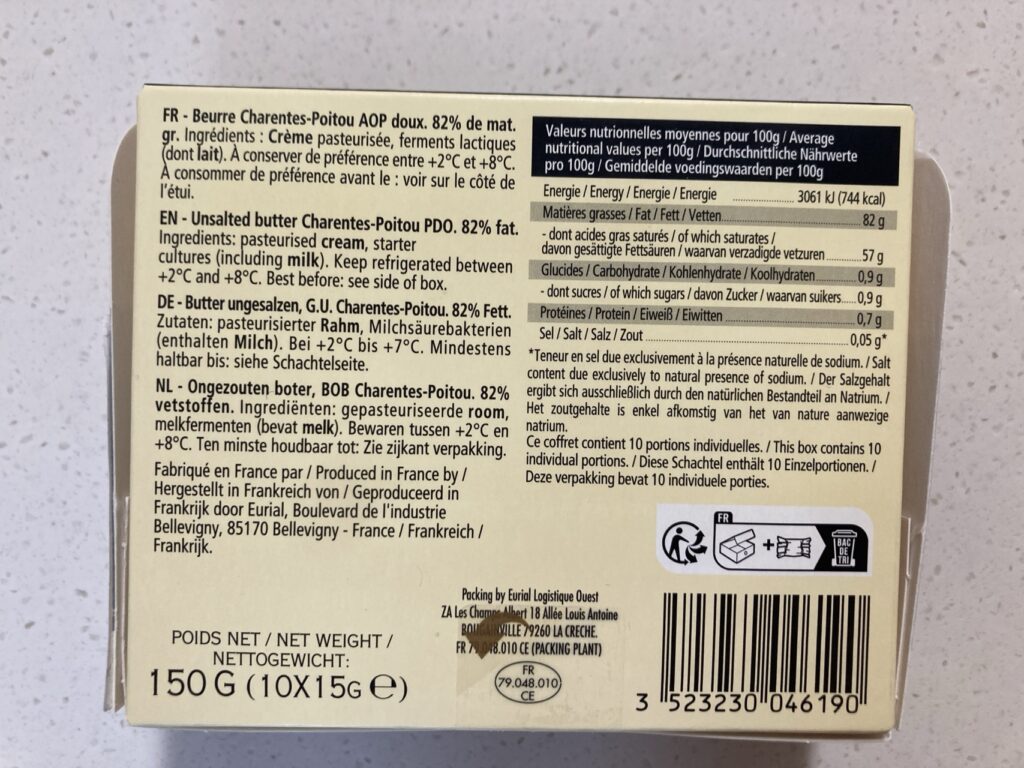 FR - Beurre Charentes-Poitou AOP doux. 82% de mat.
gr. Ingrédients : Crème pasteurisée, ferments lactiques
(dont lait). À conserver de préférence entre +2°C et +8°C.
À consommer de préférence avant le : voir sur le côté de
l'étui.
EN - Unsalted butter Charentes-Poitou PDO. 82% fat.
Ingredients: pasteurised cream, starter
cultures (including milk). Keep refrigerated between
+2°C and +8°C. Best before: see side of box.
DE - Butter ungesalzen, G.U. Charentes-Poitou. 82% Fett.
Zutaten: pasteurisierter Rahm, Milchsäurebakterien
(enthalten Milch). Bei +2°C bis +7°C. Mindestens
haltbar bis: siehe Schachtelseite.
NL - Ongezouten boter, BOB Charentes-Poitou. 82%
vetstoffen. Ingrediënten: gepasteuriseerde room,
melkfermenten (bevat melk). Bewaren tussen +2°C en
+8°C. Ten minste houdbaar tot: Zie zijkant verpakking.
Fabriqué en France par / Produced in France by /
Hergestellt in Frankreich von / Geproduceerd in
Frankrijk door Eurial, Boulevard de l'industrie
Bellevigny, 85170 Bellevigny - France / Frankreich /
Frankrijk.
POIDS NET / NET WEIGHT /
NETTOGEWICHT:
150 G (10X15G ℮)
Valeurs nutritionnelles moyennes pour 100g / Average
nutritional values per 100g / Durchschnittliche Nährwerte
pro 100g / Gemiddelde voedingswaarden per 100g
Energie / Energy / Energie / Energie ................ 3061 kJ (744 kcal)
Matières grasses / Fat / Fett / Vetten ................ 82 g
- dont acides gras saturés / of which saturates /
davon gesättigte Fettsäuren / waarvan verzadigde vetzuren ........ 57 g
Glucides / Carbohydrate / Kohlenhydrate / Koolhydraten ........ 0,9 g
- dont sucres / of which sugars / davon Zucker / waarvan suikers .... 0,9 g
Protéines / Protein / Eiweiß / Eiwitten ................ 0,7 g
Sel / Salt / Salz / Zout ................ 0,05 g*
*Teneur en sel due exclusivement à la présence naturelle de sodium. / Salt
content due exclusively to natural presence of sodium. / Der Salzgehalt
ergibt sich ausschließlich durch den natürlichen Bestandteil an Natrium. /
Het zoutgehalte is enkel afkomstig van het van nature aanwezige
natrium.
Ce coffret contient 10 portions individuelles. / This box contains 10
individual portions. / Diese Schachtel enthält 10 Einzelportionen. /
Deze verpakking bevat 10 individuele porties.
FR
+
BAC
DE
TRI
Packing by Eurial Logistique Ouest
ZA Les Champs Albert 18 Allée Louis Antoine
BOUGAINVILLE 79260 LA CRECHE.
FR 79.048.010 CE (PACKING PLANT)
FR
79.048.010
CE
3 523230 046190